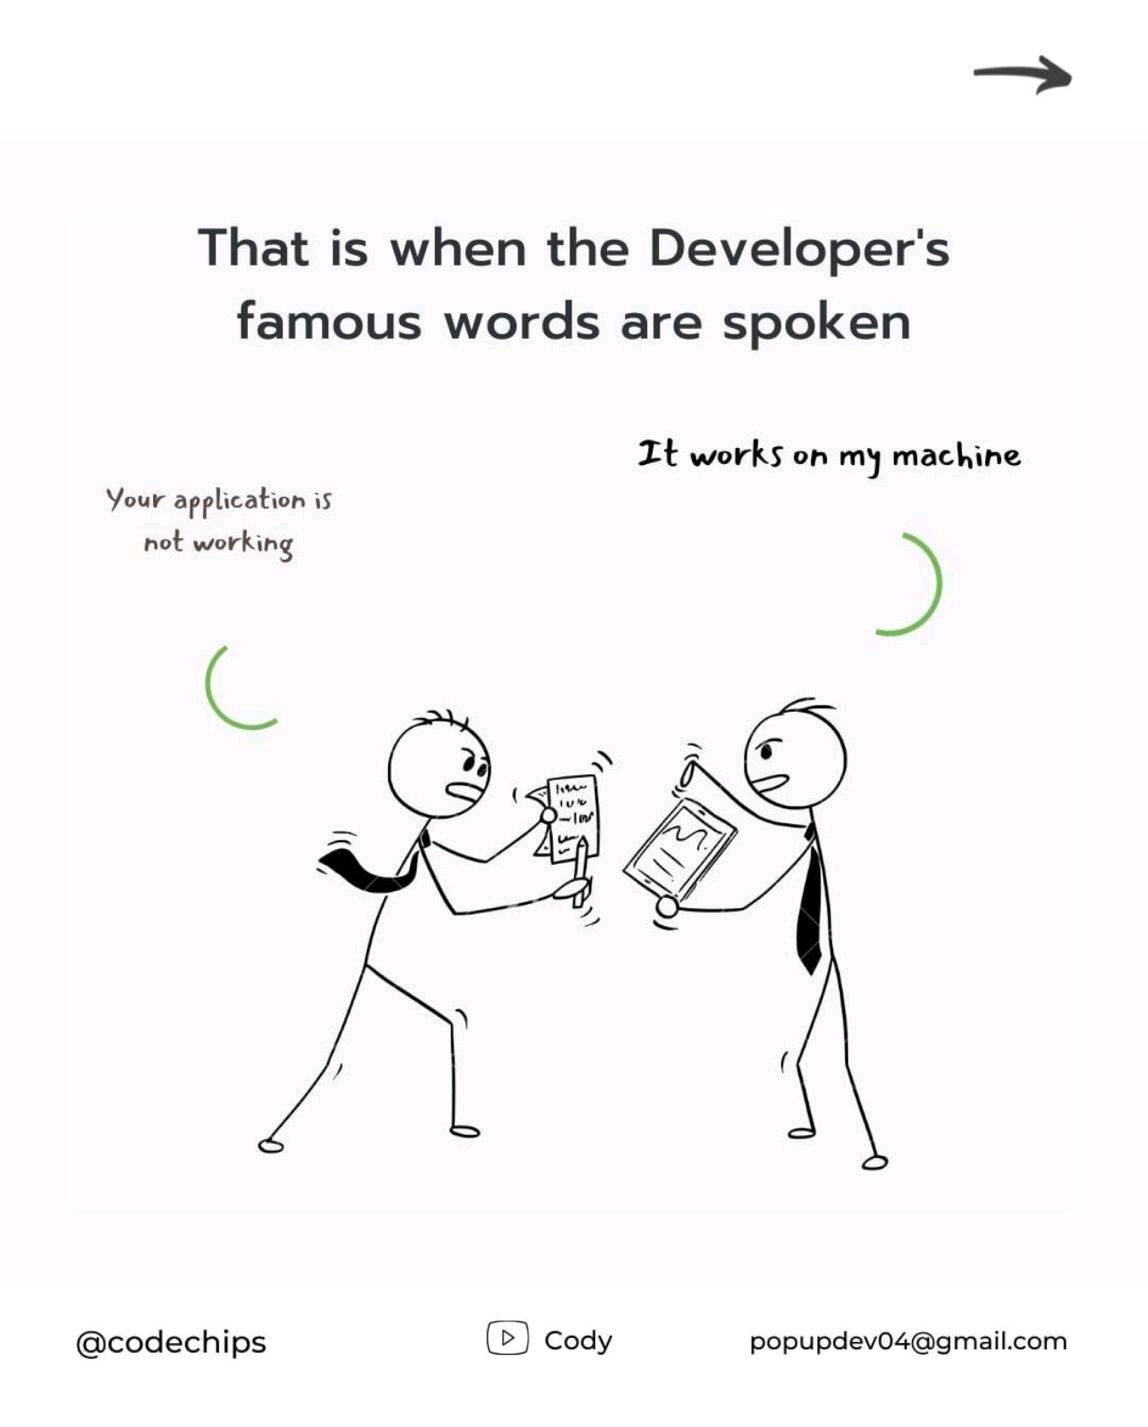 That is when the Developer's
famous words are spoken
It works on my machine
Your application is
not working
@codechips
Cody
popupdev04@gmail.com